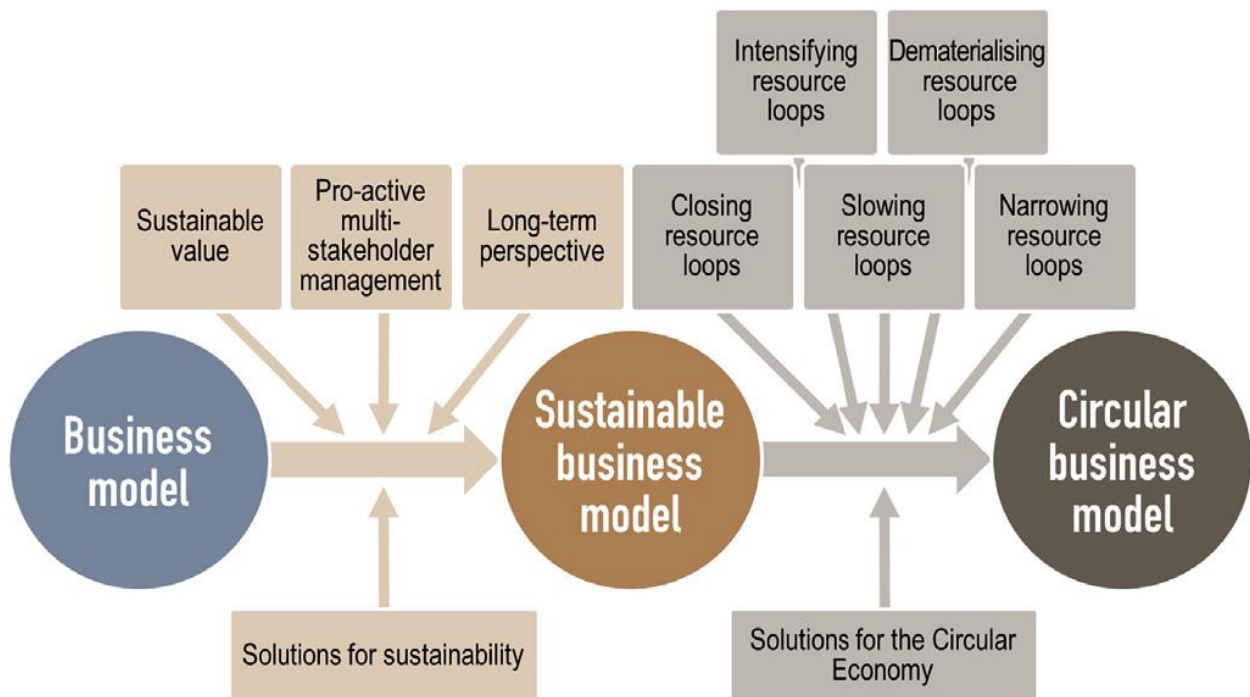 Intensifying
resource
loops
Dematerialising
resource
loops
Sustainable
value
Pro-active
multi-
stakeholder
management
Long-term
perspective
Closing
resource
loops
Slowing
resource
loops
Narrowing
resource
loops
Business
model
Sustainable
business
model
Circular
business
model
Solutions for sustainability
Solutions for the Circular
Economy